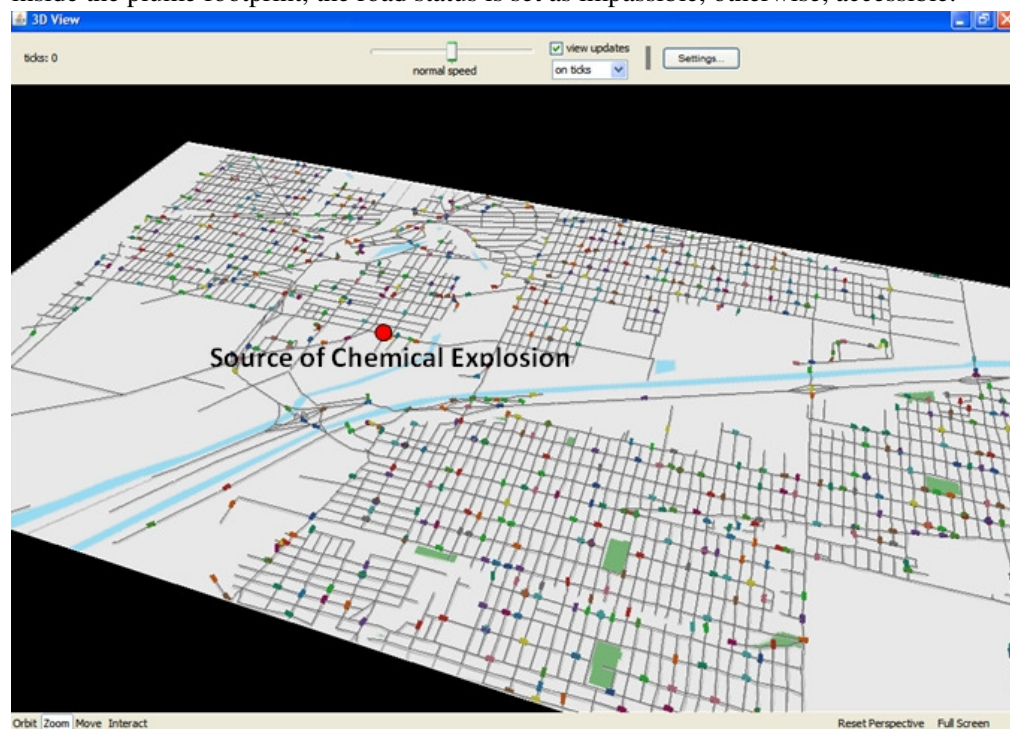 inside the plume footprint, the road status is set as impassible, otherwise, accessible.
3D View
ticks: 0
normal speed
view updates
on ticks
Settings...
Source of Chemical Explosion
Orbit Zoom Move Interact
Reset Perspective Full Screen